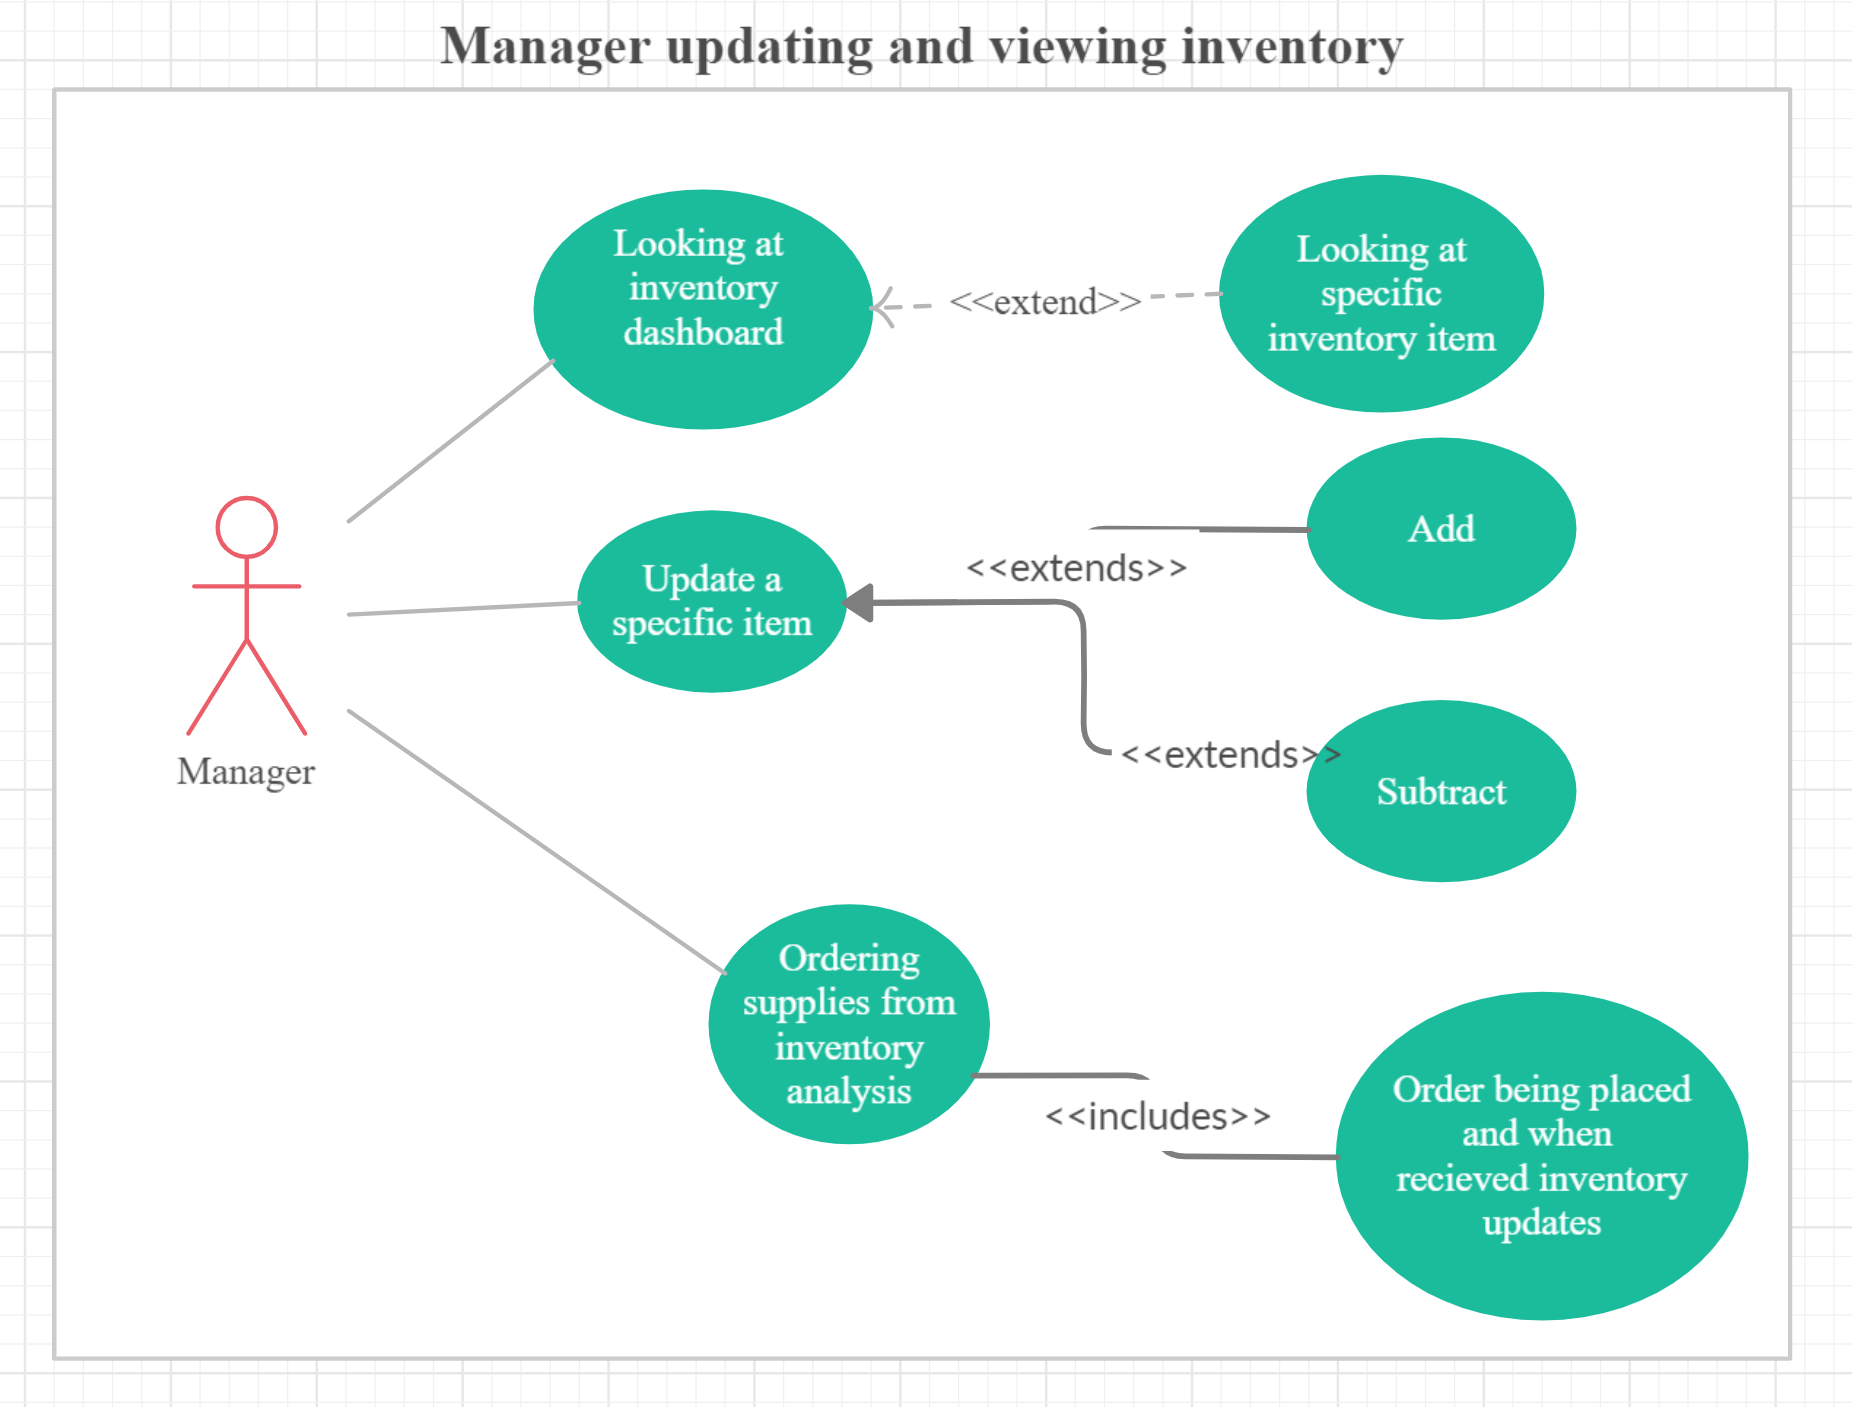 Manager updating and viewing inventory
Looking at
inventory
dashboard
<<extend>>
Looking at
specific
inventory item
Add
<<extends>>
Update a
specific item
<<extends>>
Subtract
Manager
Ordering
supplies from
inventory
analysis
<<includes>>
Order being placed
and when
recieved inventory
updates